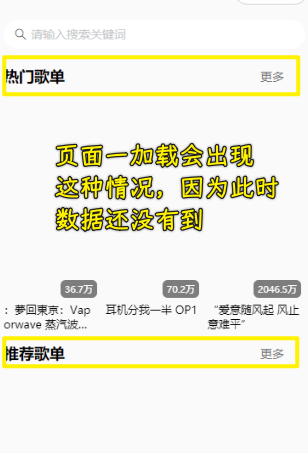 请输入搜索关键词
热门歌单 更多
页面一加载会出现
这种情况，因为此时
数据还没有到
36.7万 70.2万 2046.5万
：夢回東京：Vap 耳机分我一半 OP1 “爱意随风起 风止
orwave 蒸汽波... 意难平”
推荐歌单 更多